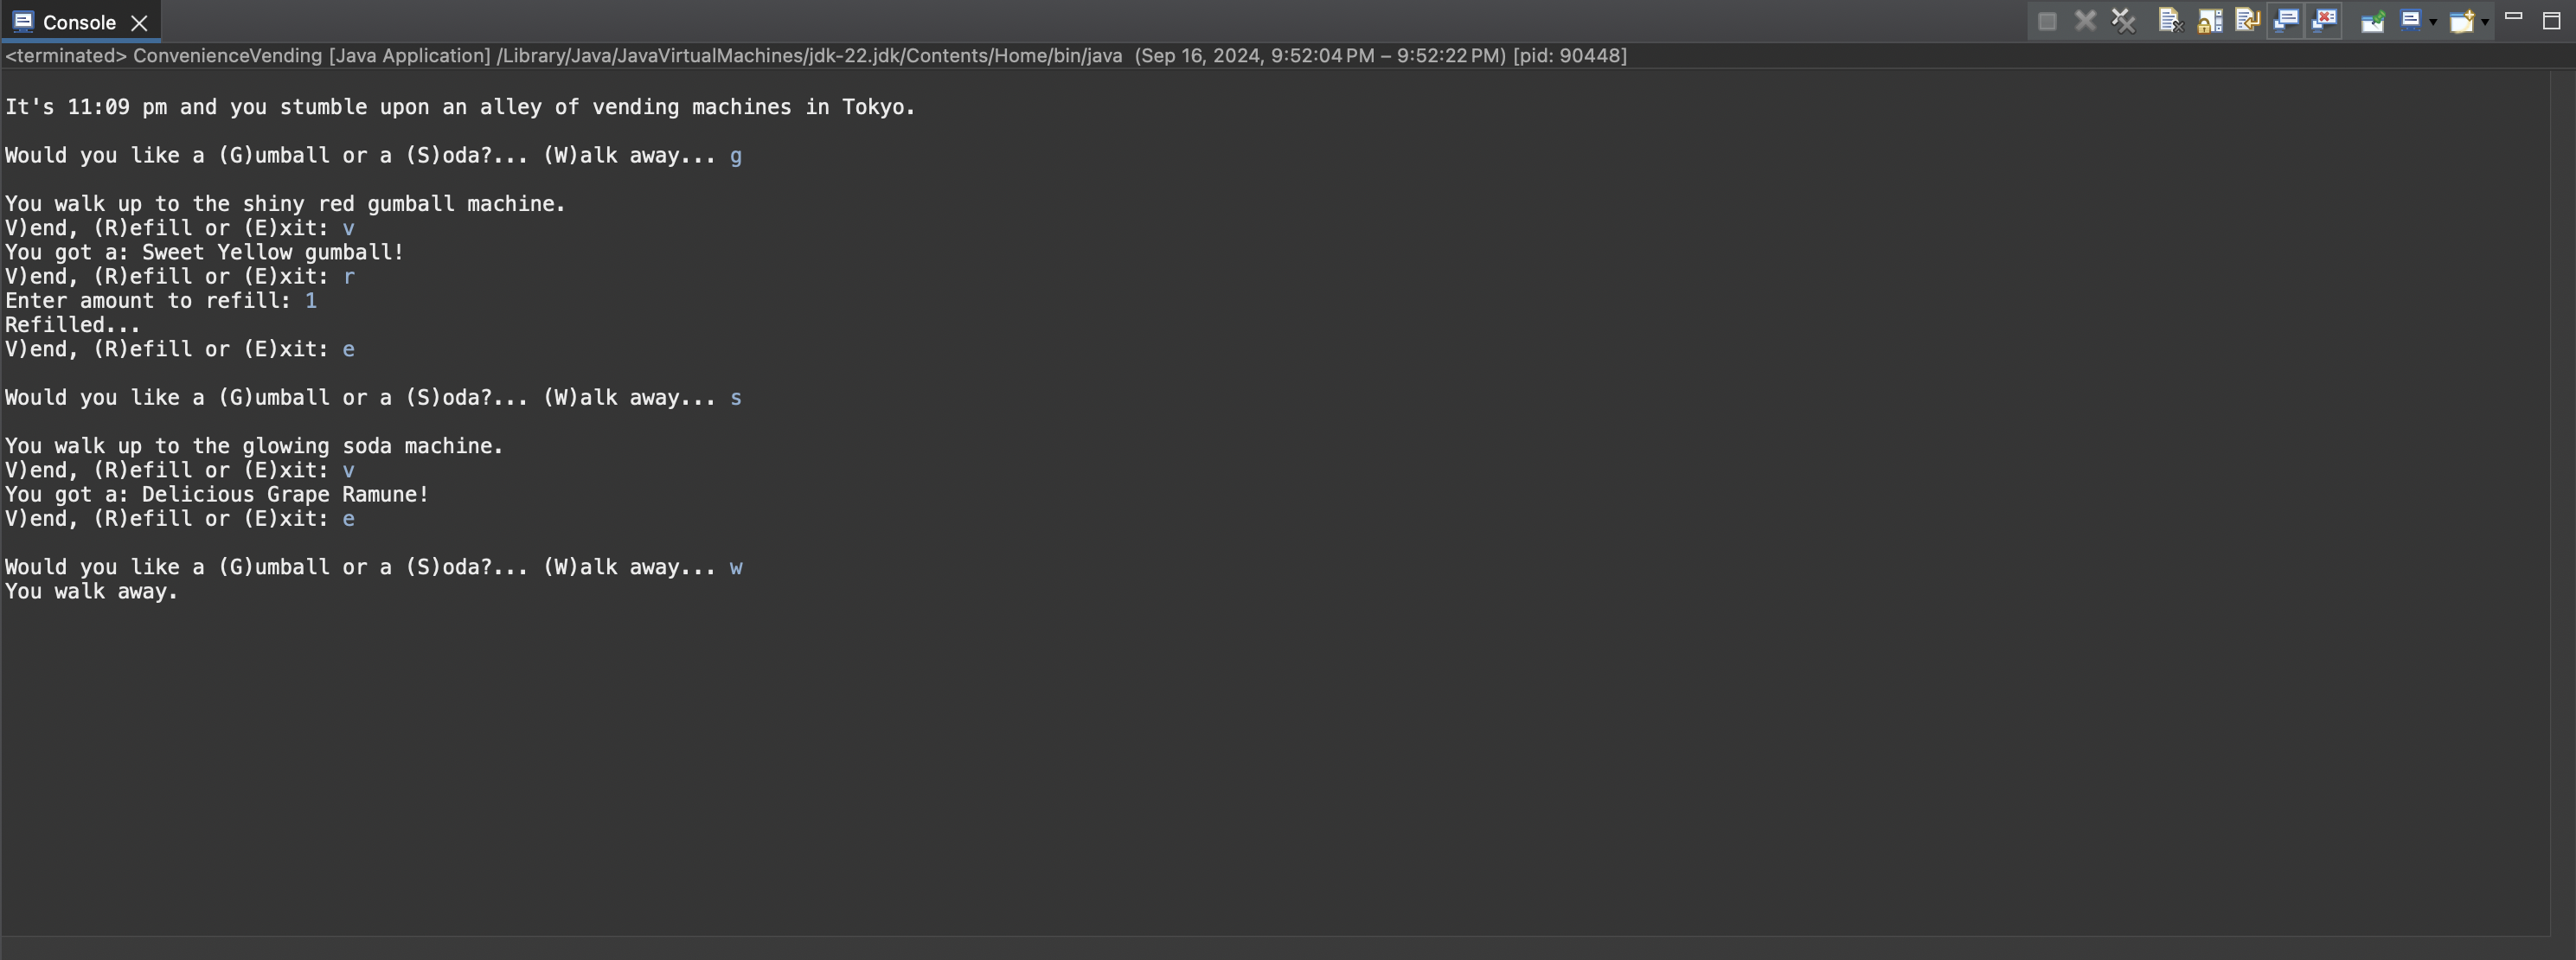 Console
<terminated> ConvenienceVending [Java Application] /Library/Java/JavaVirtualMachines/jdk-22.jdk/Contents/Home/bin/java (Sep 16, 2024, 9:52:04 PM – 9:52:22 PM) [pid: 90448]
It's 11:09 pm and you stumble upon an alley of vending machines in Tokyo.
Would you like a (G)umball or a (S)oda?... (W)alk away... g
You walk up to the shiny red gumball machine.
V)end, (R)efill or (E)xit: v
You got a: Sweet Yellow gumball!
V)end, (R)efill or (E)xit: r
Enter amount to refill: 1
Refilled...
V)end, (R)efill or (E)xit: e
Would you like a (G)umball or a (S)oda?... (W)alk away... s
You walk up to the glowing soda machine.
V)end, (R)efill or (E)xit: v
You got a: Delicious Grape Ramune!
V)end, (R)efill or (E)xit: e
Would you like a (G)umball or a (S)oda?... (W)alk away... w
You walk away.